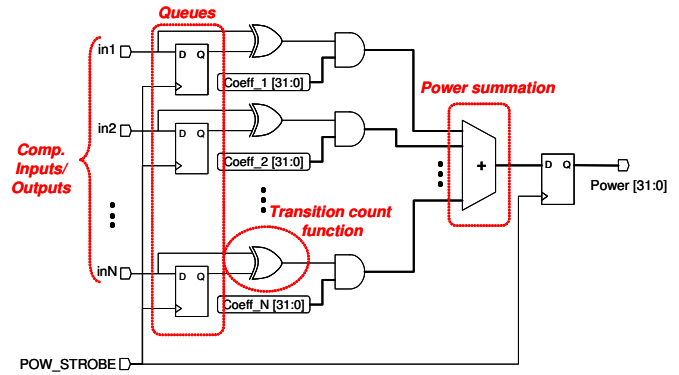 Queues
in1
D Q
Coeff_1 [31:0]
Power summation
in2
D Q
Coeff_2 [31:0]
Comp.
Inputs/
Outputs
+
D Q
Power [31:0]
Transition count
function
inN
D Q
Coeff_N [31:0]
POW_STROBE